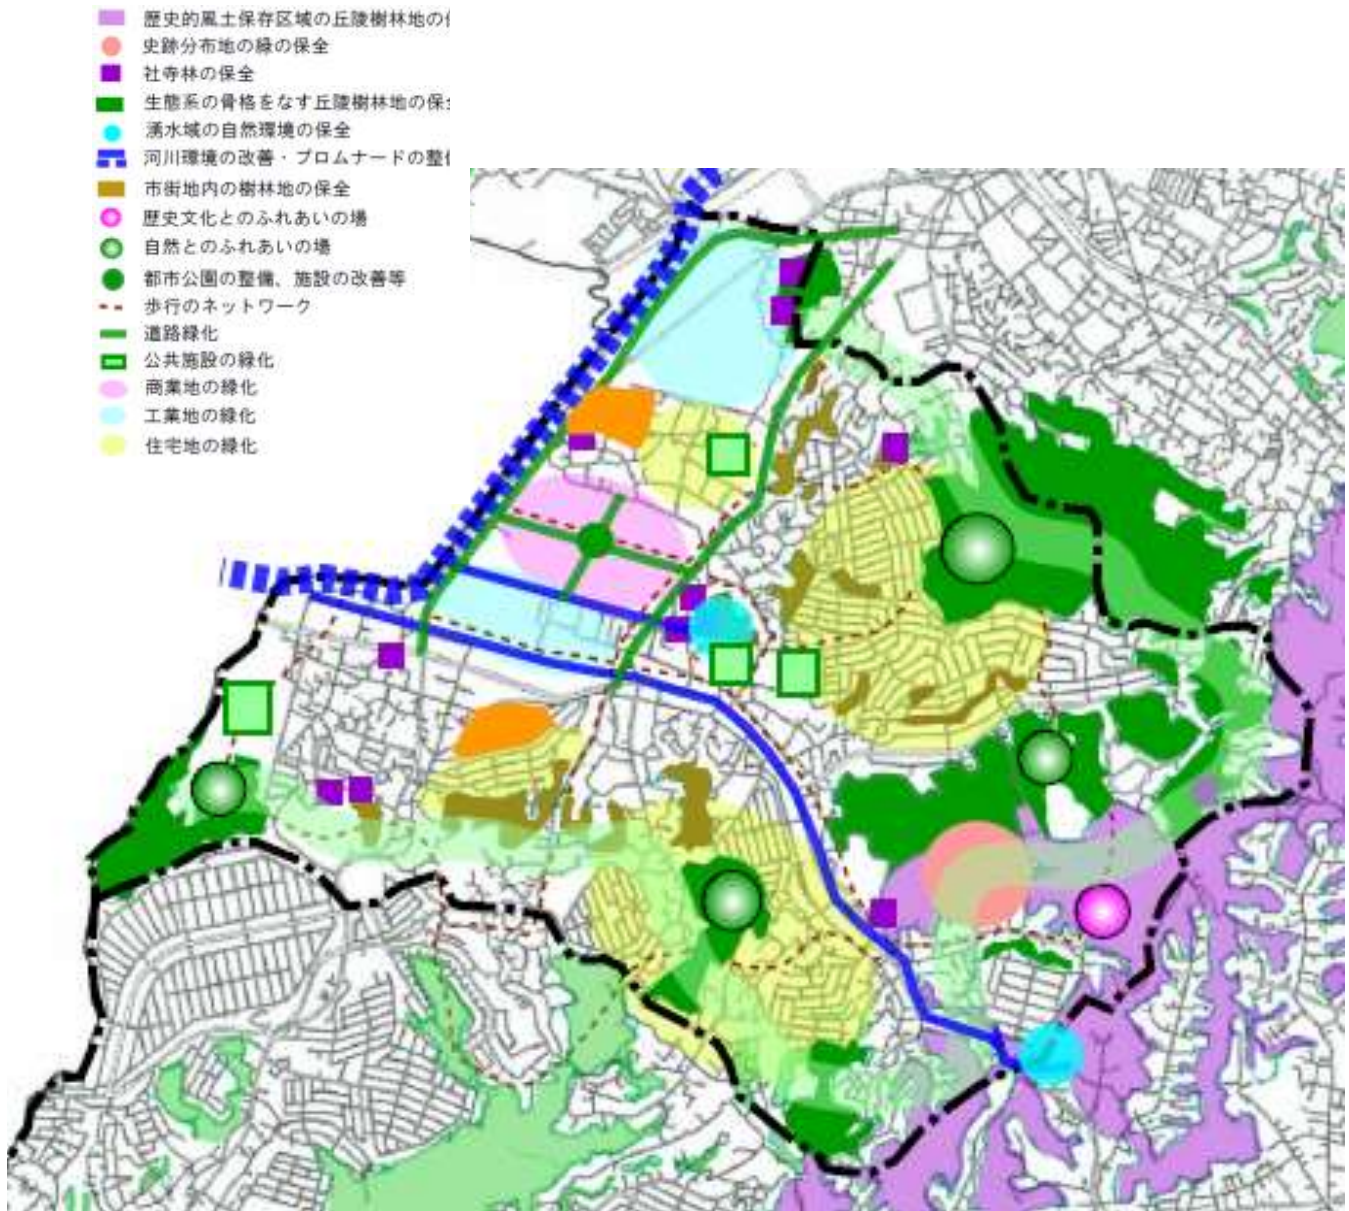 歴史的風土保存区域の丘陵樹林地の
史跡分布地の緑の保全
社寺林の保全
生態系の骨格をなす丘陵樹林地の保
湧水域の自然環境の保全
河川環境の改善・プロムナードの整
市街地内の樹林地の保全
歴史文化とのふれあいの場
自然とのふれあいの場
都市公園の整備、施設の改善等
歩行のネットワーク
道路緑化
公共施設の緑化
商業地の緑化
工業地の緑化
住宅地の緑化